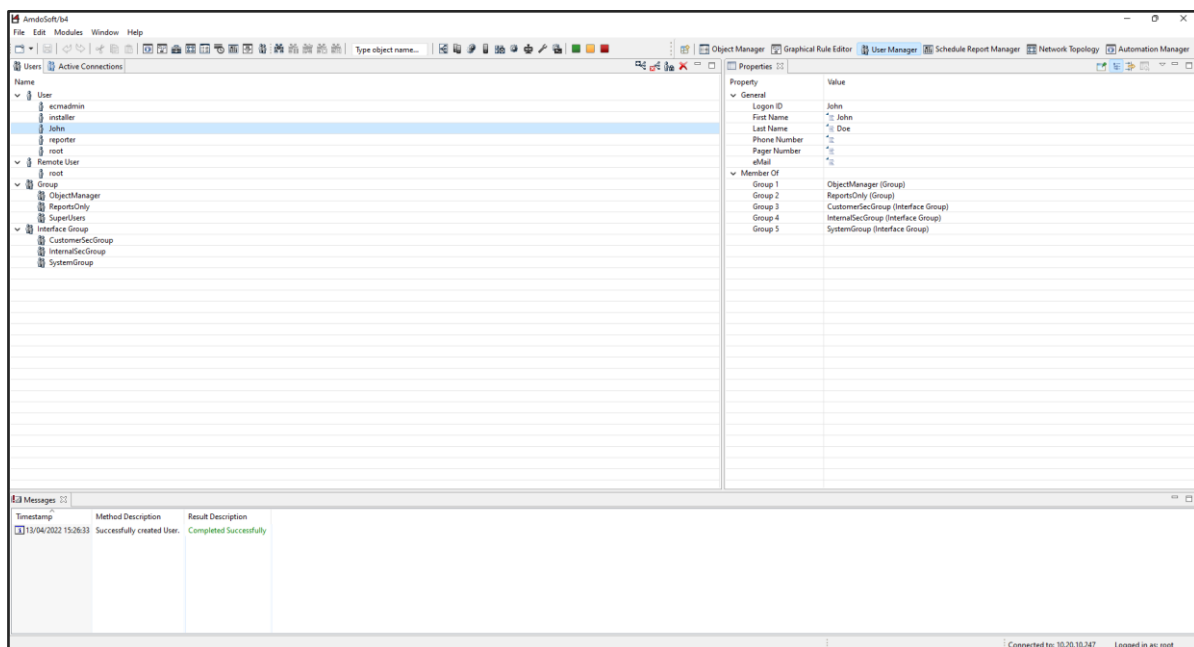 AmdoSoft/b4
File Edit Modules Window Help
Type object name...
Object Manager Graphical Rule Editor User Manager Schedule Report Manager Network Topology Automation Manager
Users Active Connections
Name
User
ecmadmin
installer
John
reporter
root
Remote User
root
Group
ObjectManager
ReportsOnly
SuperUsers
Interface Group
CustomerSecGroup
InternalSecGroup
SystemGroup
Properties
Property Value
General
Logon ID John
First Name John
Last Name Doe
Phone Number
Pager Number
eMail
Member Of
Group 1 ObjectManager (Group)
Group 2 ReportsOnly (Group)
Group 3 CustomerSecGroup (Interface Group)
Group 4 InternalSecGroup (Interface Group)
Group 5 SystemGroup (Interface Group)
Messages
Timestamp Method Description Result Description
13/04/2022 15:26:33 Successfully created User. Completed Successfully
Connected to: 10.20.10.247 Logged in as: root